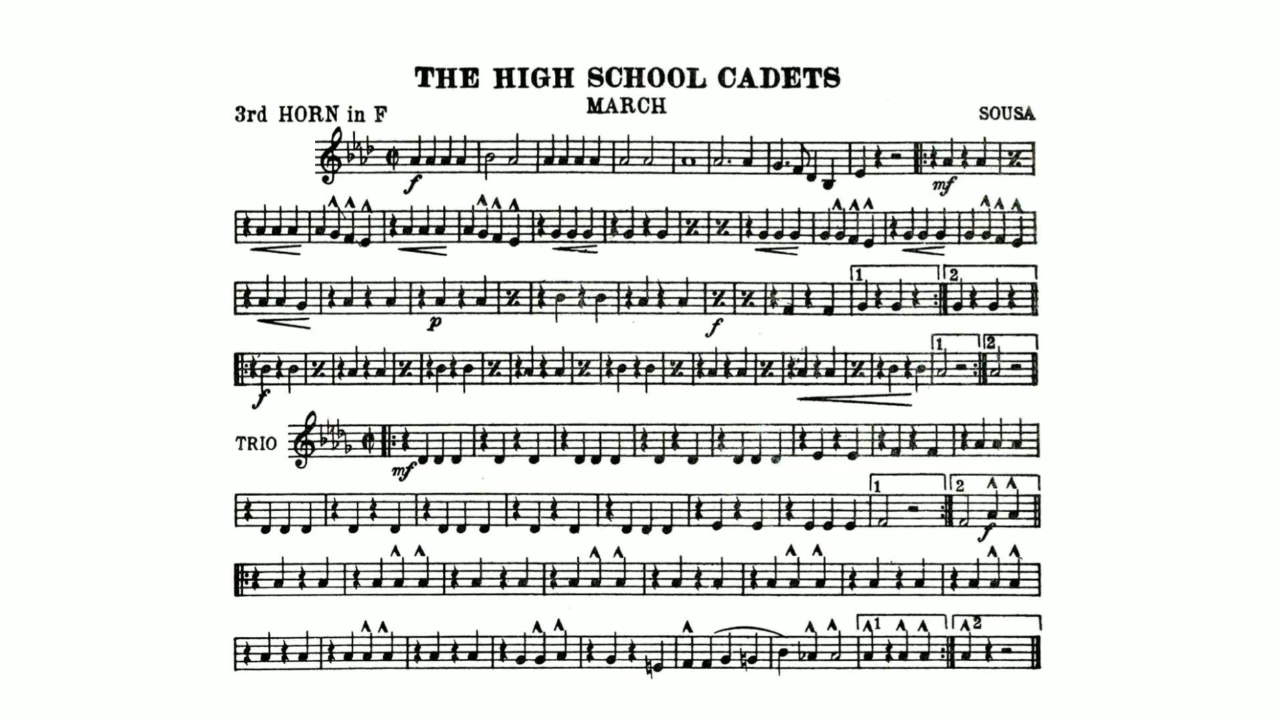 THE HIGH SCHOOL CADETS
MARCH
3rd HORN in F
SOUSA
f
mf
p
f
1
2
f
1
2
TRIO
mf
1
2
f
1
2